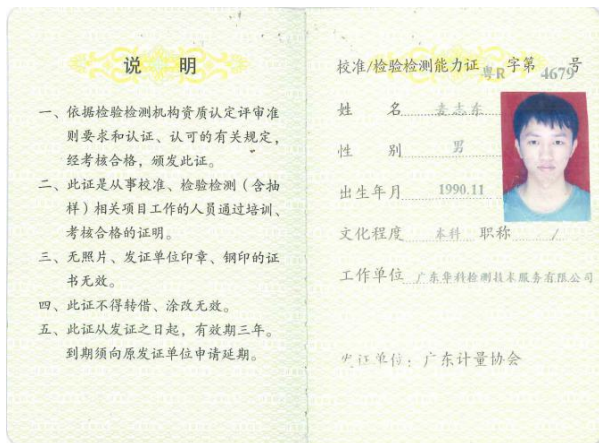 说 明
一、依据检验检测机构资质认定评审准
则要求和认证、认可的有关规定，
经考核合格，颁发此证。
二、此证是从事校准、检验检测（含抽
样）相关项目工作的人员通过培训、
考核合格的证明。
三、无照片、发证单位印章、钢印的证
书无效。
四、此证不得转借、涂改无效。
五、此证从发证之日起，有效期三年。
到期须向原发证单位申请延期。
校准/检验检测能力证 粤R 字第 4679 号
姓 名 麦志东
性 别 男
出生年月 1990.11
文化程度 本科 职称 /
工作单位 广东华科检测技术服务有限公司
发证单位：广东计量协会